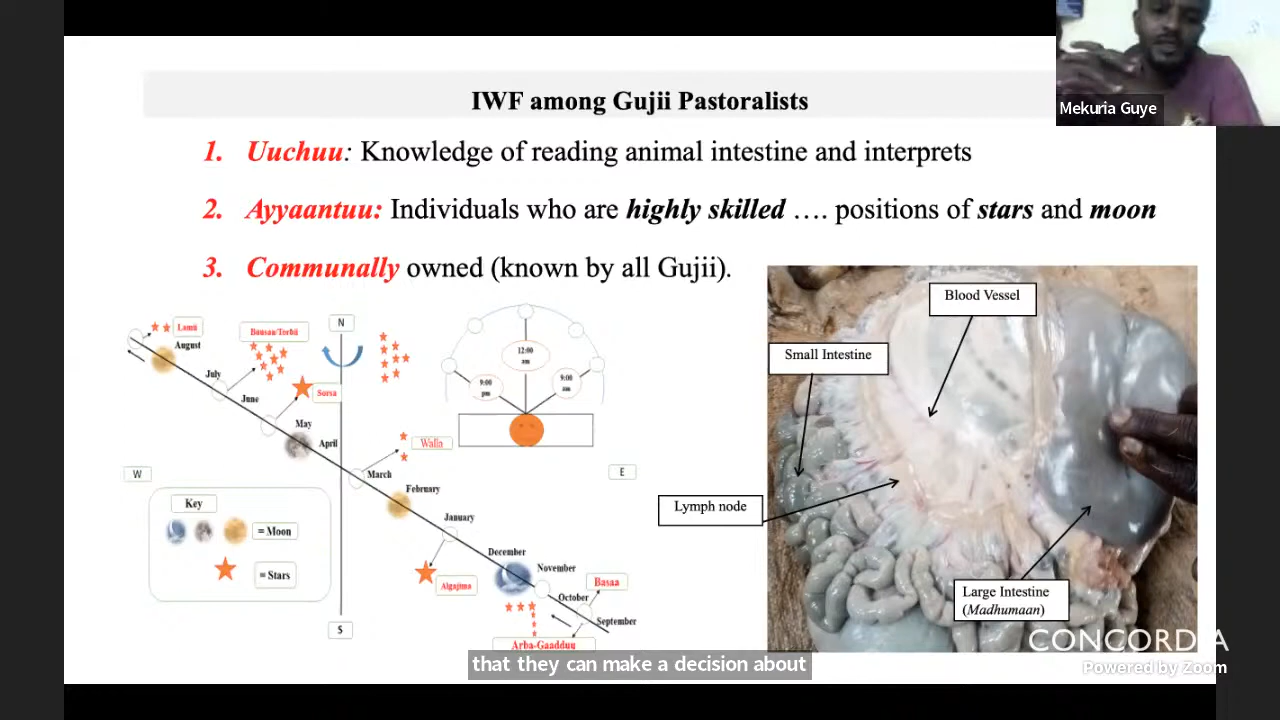 Mekuria Guye
IWF among Gujii Pastoralists
1. Uuchuu: Knowledge of reading animal intestine and interprets
2. Ayyaantuu: Individuals who are highly skilled …. positions of stars and moon
3. Communally owned (known by all Gujii).
Lamii
August
Bausan/Torbii
July
June
Sorsa
May
April
N
12:00
am
9:00
pm
9:00
am
Walla
W
E
March
February
January
December
November
October
September
Algajima
Basaa
Arba-Gaadduu
S
Key
= Moon
= Stars
Blood Vessel
Small Intestine
Lymph node
Large Intestine
(Madhumaan)
CONCORDIA
Powered by Zoom
that they can make a decision about